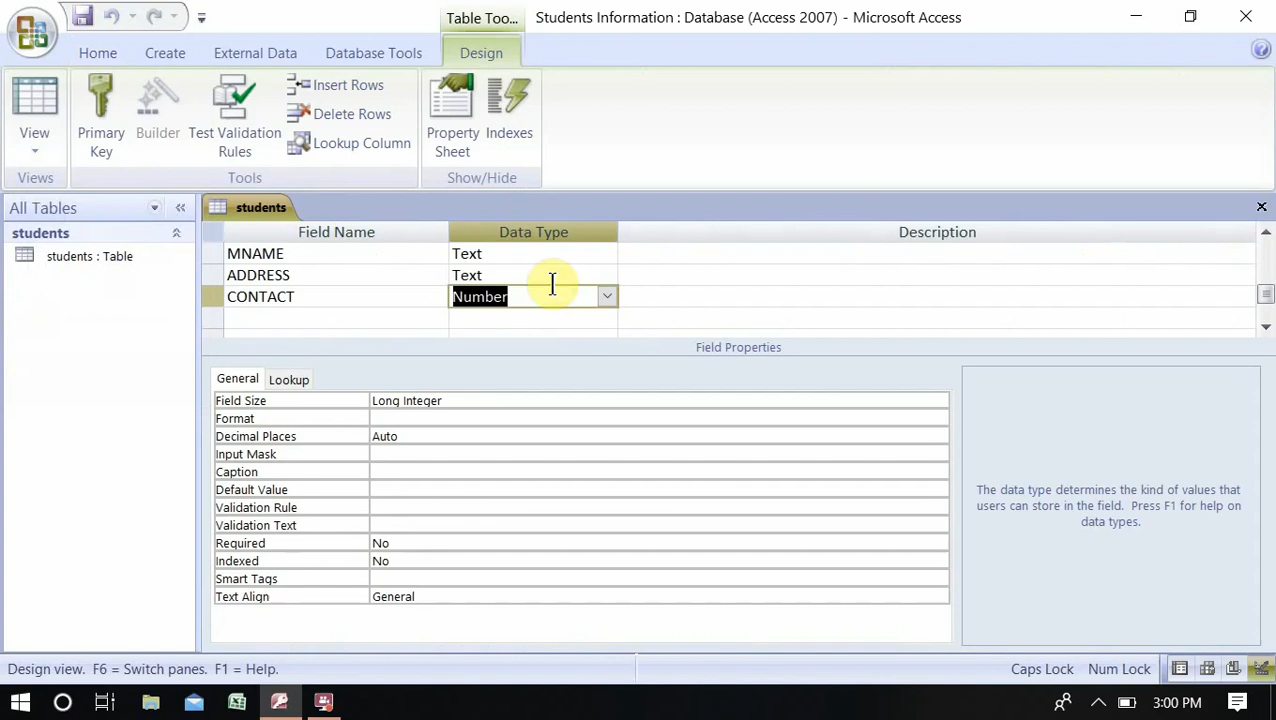 Table Too...
Students Information : Database (Access 2007) - Microsoft Access
Home
Create
External Data
Database Tools
Design
View
Primary Key
Builder
Test Validation Rules
Insert Rows
Delete Rows
Lookup Column
Property Sheet
Indexes
Views
Tools
Show/Hide
All Tables
students
students : Table
students
Field Name
Data Type
Description
MNAME
Text
ADDRESS
Text
CONTACT
Number
Field Properties
General
Lookup
Field Size
Long Integer
Format
Decimal Places
Auto
Input Mask
Caption
Default Value
Validation Rule
Validation Text
Required
No
Indexed
No
Smart Tags
Text Align
General
The data type determines the kind of values that
users can store in the field. Press F1 for help on
data types.
Design view. F6 = Switch panes. F1 = Help.
Caps Lock
Num Lock
3:00 PM